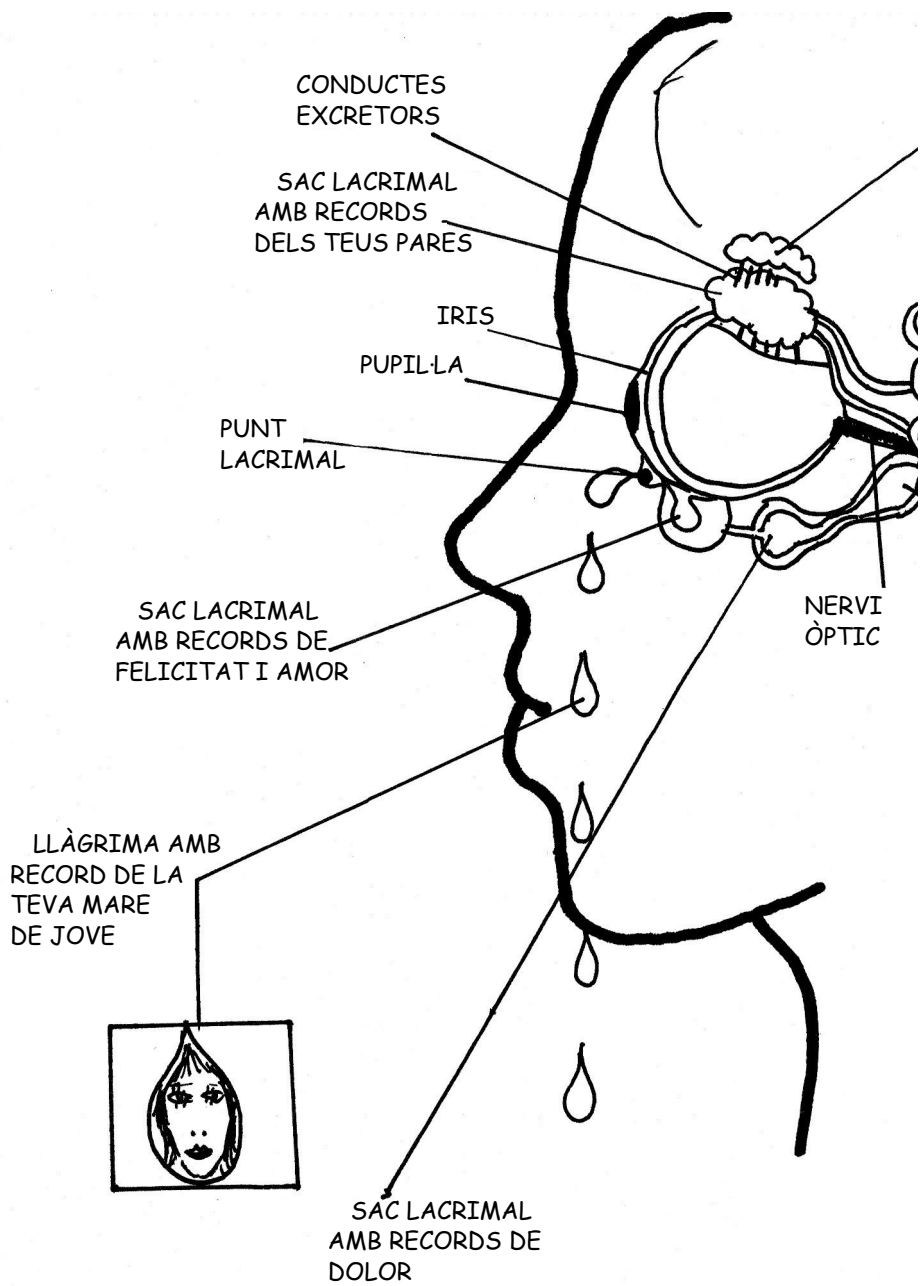 CONDUCTES
EXCRETORS
SAC LACRIMAL
AMB RECORDS
DELS TEUS PARES
IRIS
PUPIL·LA
PUNT
LACRIMAL
NERVI
ÒPTIC
SAC LACRIMAL
AMB RECORDS DE
FELICITAT I AMOR
LLÀGRIMA AMB
RECORD DE LA
TEVA MARE
DE JOVE
SAC LACRIMAL
AMB RECORDS DE
DOLOR